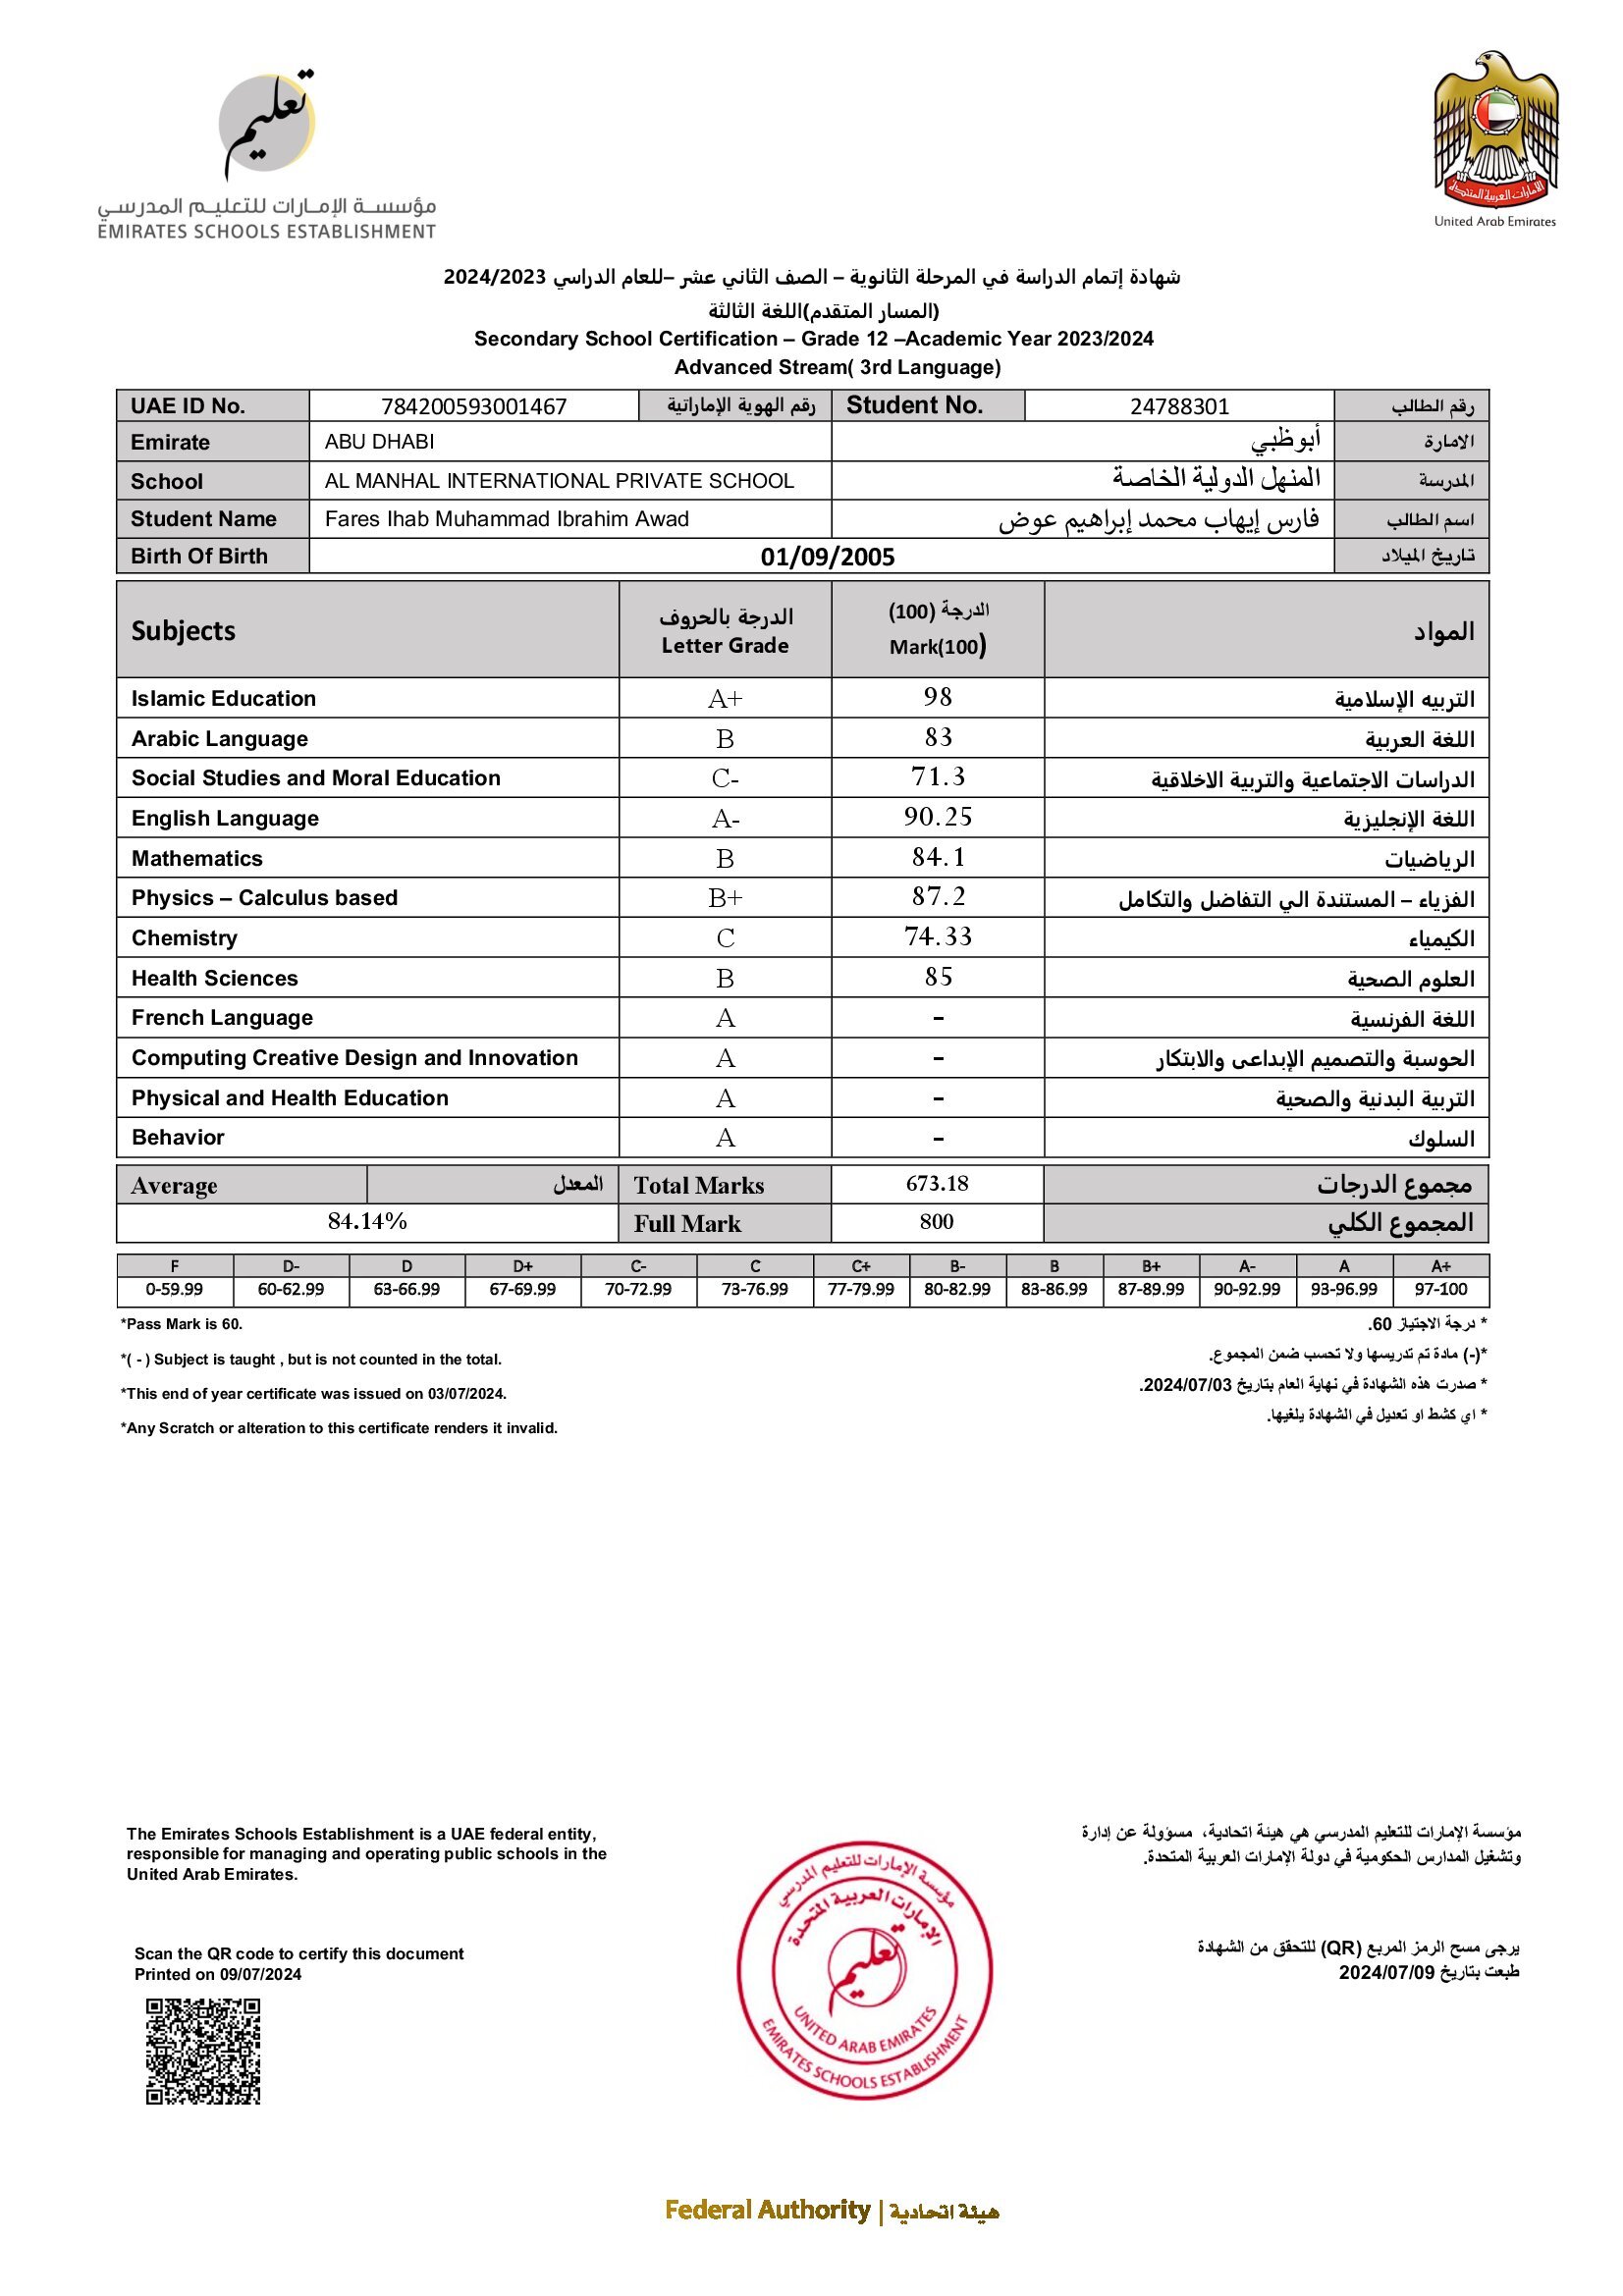 تعليم
مؤسسة الإمارات للتعليم المدرسي
EMIRATES SCHOOLS ESTABLISHMENT
الإمارات العربية المتحدة
United Arab Emirates
شهادة إتمام الدراسة في المرحلة الثانوية – الصف الثاني عشر –للعام الدراسي 2024/2023
(المسار المتقدم)اللغة الثالثة
Secondary School Certification – Grade 12 –Academic Year 2023/2024
Advanced Stream( 3rd Language)
UAE ID No. 784200593001467 رقم الهوية الإماراتية Student No. 24788301 رقم الطالب
Emirate ABU DHABI أبوظبي الامارة
School AL MANHAL INTERNATIONAL PRIVATE SCHOOL المنهل الدولية الخاصة المدرسة
Student Name Fares Ihab Muhammad Ibrahim Awad فارس إيهاب محمد إبراهيم عوض اسم الطالب
Birth Of Birth 01/09/2005 تاريخ الميلاد
Subjects الدرجة بالحروف الدرجة (100) المواد
Letter Grade Mark(100)
Islamic Education A+ 98 التربيه الإسلامية
Arabic Language B 83 اللغة العربية
Social Studies and Moral Education C- 71.3 الدراسات الاجتماعية والتربية الاخلاقية
English Language A- 90.25 اللغة الإنجليزية
Mathematics B 84.1 الرياضيات
Physics – Calculus based B+ 87.2 الفزياء – المستندة الي التفاضل والتكامل
Chemistry C 74.33 الكيمياء
Health Sciences B 85 العلوم الصحية
French Language A - اللغة الفرنسية
Computing Creative Design and Innovation A - الحوسبة والتصميم الإبداعى والابتكار
Physical and Health Education A - التربية البدنية والصحية
Behavior A - السلوك
Average المعدل Total Marks 673.18 مجموع الدرجات
84.14% Full Mark 800 المجموع الكلي
F D- D D+ C- C C+ B- B B+ A- A A+
0-59.99 60-62.99 63-66.99 67-69.99 70-72.99 73-76.99 77-79.99 80-82.99 83-86.99 87-89.99 90-92.99 93-96.99 97-100
*Pass Mark is 60. * درجة الاجتياز 60.
*( - ) Subject is taught , but is not counted in the total. *(-) مادة تم تدريسها ولا تحسب ضمن المجموع.
*This end of year certificate was issued on 03/07/2024. * صدرت هذه الشهادة في نهاية العام بتاريخ 2024/07/03.
*Any Scratch or alteration to this certificate renders it invalid. * اي كشط او تعديل في الشهادة يلغيها.
The Emirates Schools Establishment is a UAE federal entity,
responsible for managing and operating public schools in the
United Arab Emirates.
مؤسسة الإمارات للتعليم المدرسي هي هيئة اتحادية، مسؤولة عن إدارة
وتشغيل المدارس الحكومية في دولة الإمارات العربية المتحدة.
مؤسسة الإمارات للتعليم المدرسي
الإمارات العربية المتحدة
تعليم
UNITED ARAB EMIRATES
EMIRATES SCHOOLS ESTABLISHMENT
Scan the QR code to certify this document
Printed on 09/07/2024
يرجى مسح الرمز المربع (QR) للتحقق من الشهادة
طبعت بتاريخ 2024/07/09
Federal Authority | هيئة اتحادية